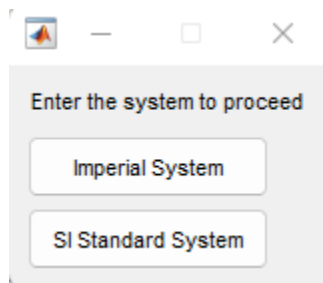 Enter the system to proceed
Imperial System
SI Standard System